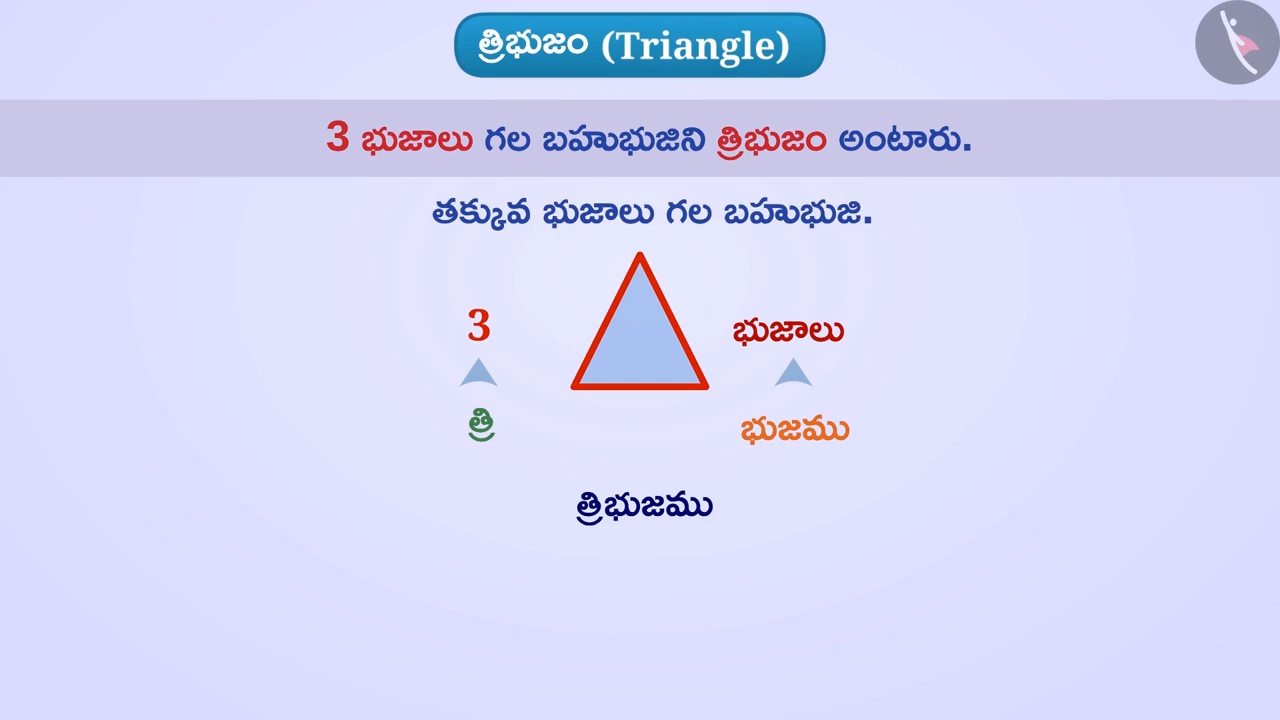 త్రిభుజం (Triangle)
3 భుజాలు గల బహుభుజిని త్రిభుజం అంటారు.
తక్కువ భుజాలు గల బహుభుజి.
3 భుజాలు
త్రి భుజము
త్రిభుజము